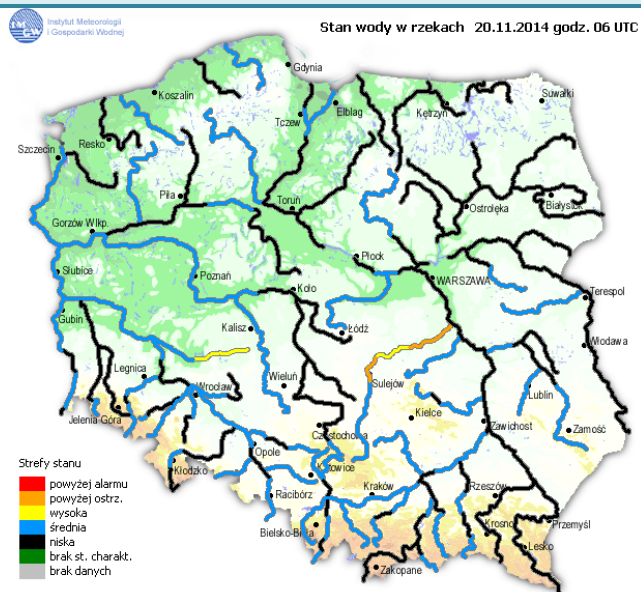 Instytut Meteorologii
i Gospodarki Wodnej
Stan wody w rzekach 20.11.2014 godz. 06 UTC
Gdynia
Koszalin
Suwałki
Elbląg
Kętrzyn
Tczew
Resko
Szczecin
Piła
Toruń
Ostrołęka
Białystok
Gorzów Wlkp.
Płock
Słubice
Poznań
Koło
WARSZAWA
Terespol
Gubin
Kalisz
Łódź
Włodawa
Legnica
Wrocław
Wieluń
Sulejów
Lublin
Jelenia Góra
Kielce
Zawichost
Zamość
Częstochowa
Opole
Kłodzko
Katowice
Racibórz
Kraków
Rzeszów
Bielsko-Biała
Krosno
Przemyśl
Lesko
Zakopane
Strefy stanu
powyżej alarmu
powyżej ostrz.
wysoka
średnia
niska
brak st. charakt.
brak danych